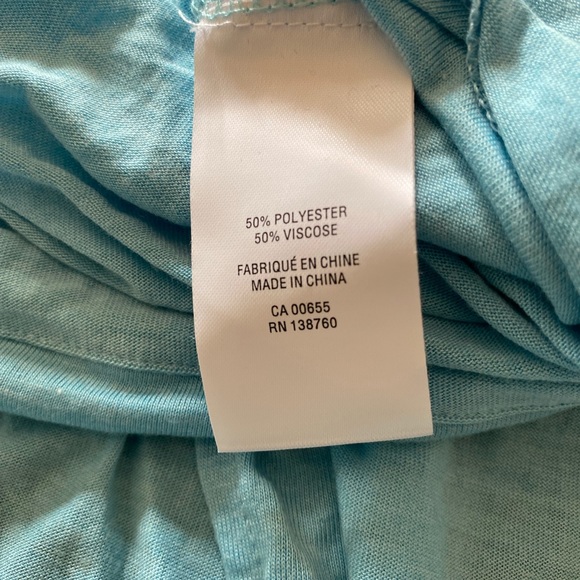 50% POLYESTER
50% VISCOSE
FABRIQUÉ EN CHINE
MADE IN CHINA
CA 00655
RN 138760